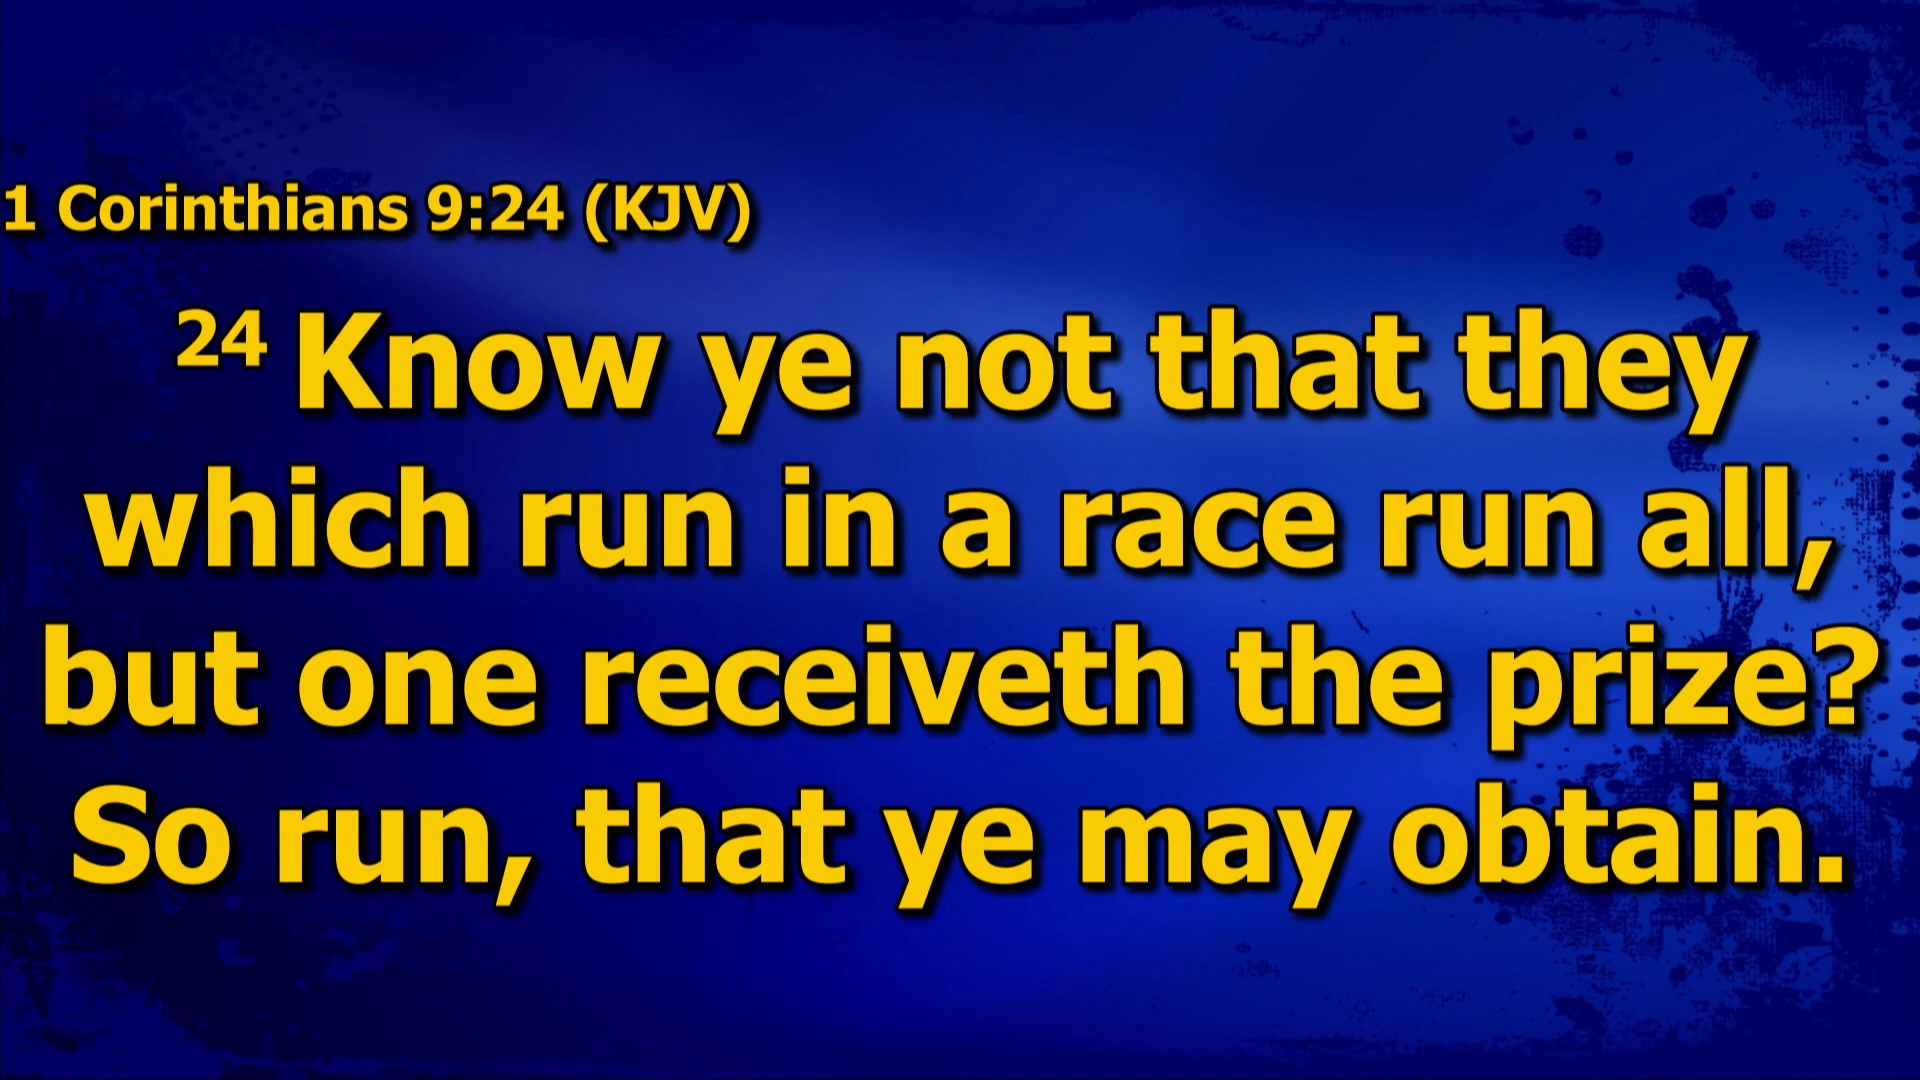 1 Corinthians 9:24 (KJV)
24 Know ye not that they
which run in a race run all,
but one receiveth the prize?
So run, that ye may obtain.